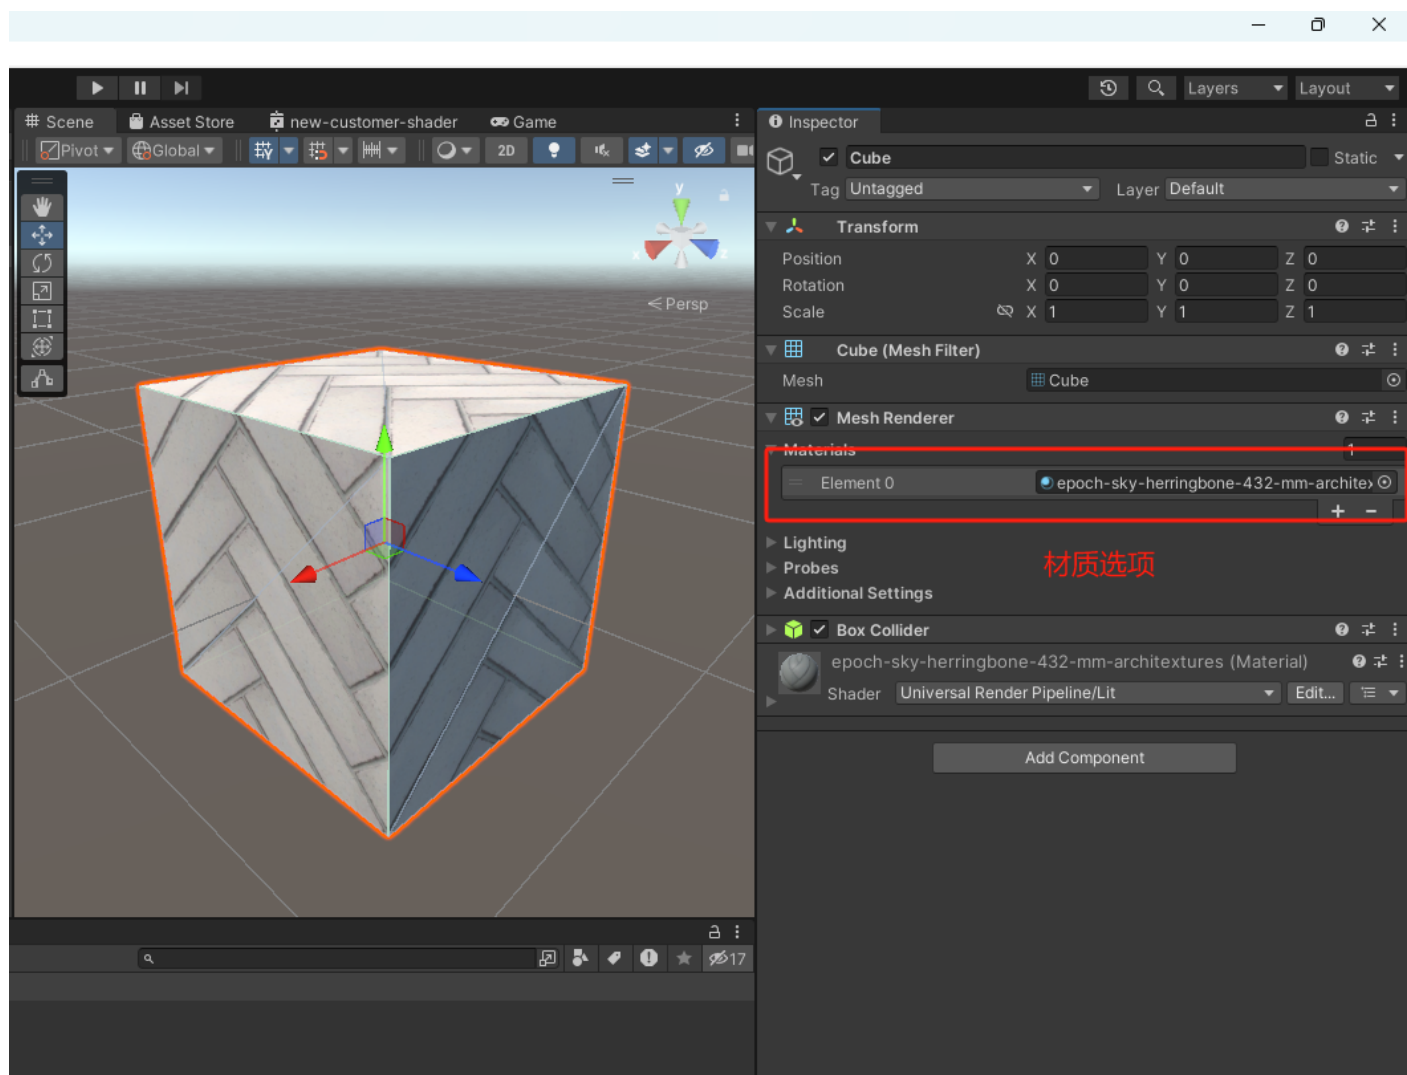 Layers
Layout
Scene
Asset Store
new-customer-shader
Game
Inspector
Pivot
Global
2D
Cube
Static
Tag
Untagged
Layer
Default
y
x
z
Persp
Transform
Position X 0 Y 0 Z 0
Rotation X 0 Y 0 Z 0
Scale X 1 Y 1 Z 1
Cube (Mesh Filter)
Mesh
Cube
Mesh Renderer
Materials
1
Element 0
epoch-sky-herringbone-432-mm-architex
Lighting
材质选项
Probes
Additional Settings
Box Collider
epoch-sky-herringbone-432-mm-architextures (Material)
Shader
Universal Render Pipeline/Lit
Edit...
Add Component
17